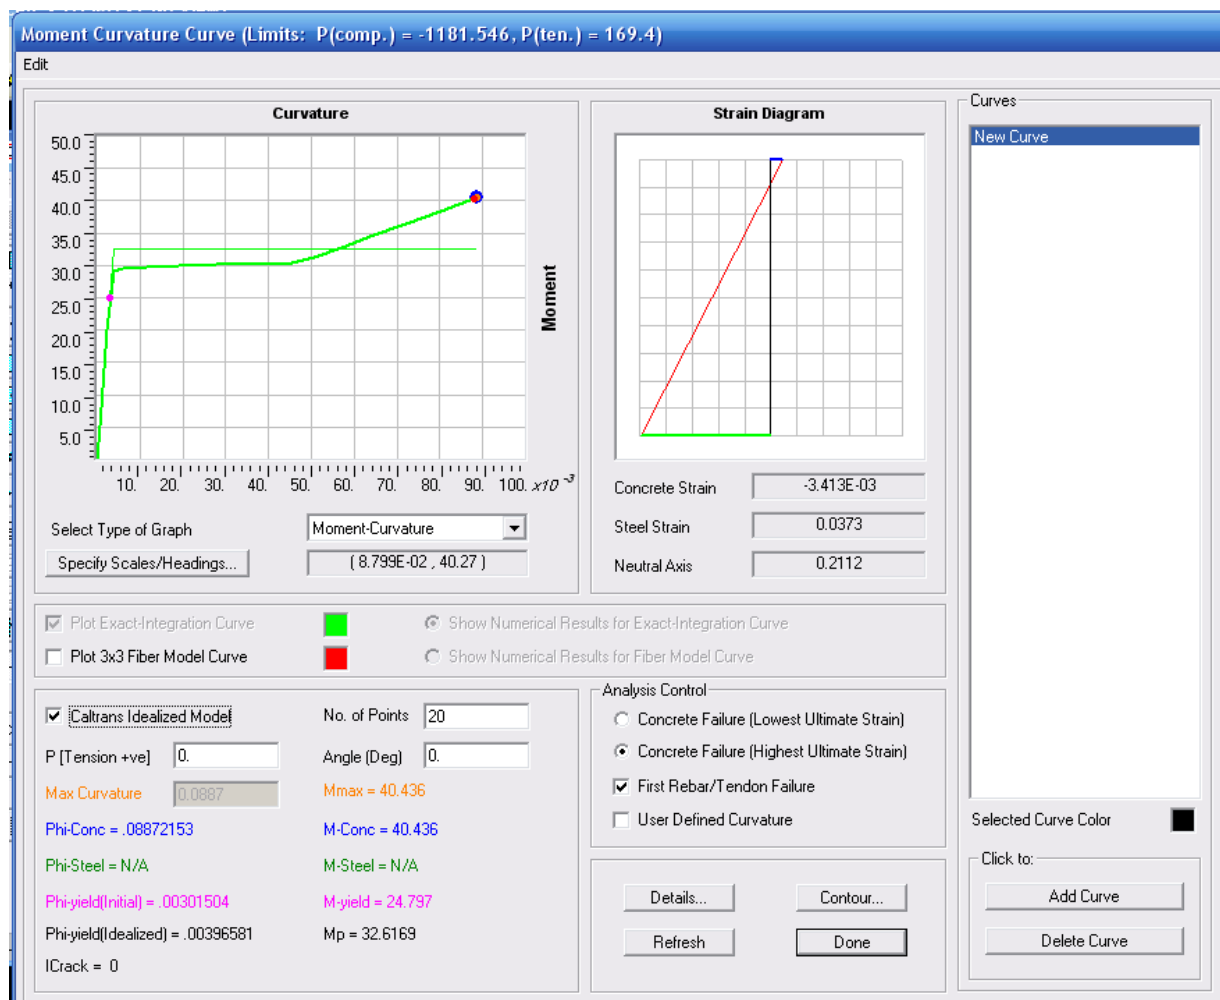 Moment Curvature Curve (Limits:  P(comp.) = -1181.546, P(ten.) = 169.4)
Edit
Curvature
50.0
45.0
40.0
35.0
30.0
25.0
20.0
15.0
10.0
5.0
10. 20. 30. 40. 50. 60. 70. 80. 90. 100. x10 -3
Moment
Select Type of Graph
Moment-Curvature
Specify Scales/Headings...
( 8.799E-02 , 40.27 )
Strain Diagram
Concrete Strain -3.413E-03
Steel Strain 0.0373
Neutral Axis 0.2112
Curves
New Curve
Plot Exact-Integration Curve
Show Numerical Results for Exact-Integration Curve
Plot 3x3 Fiber Model Curve
Show Numerical Results for Fiber Model Curve
Caltrans Idealized Model
No. of Points 20
P [Tension +ve] 0.
Angle (Deg) 0.
Max Curvature 0.0887
Mmax = 40.436
Phi-Conc = .08872153
M-Conc = 40.436
Phi-Steel = N/A
M-Steel = N/A
Phi-yield(Initial) = .00301504
M-yield = 24.797
Phi-yield(Idealized) = .00396581
Mp = 32.6169
ICrack = 0
Analysis Control
Concrete Failure (Lowest Ultimate Strain)
Concrete Failure (Highest Ultimate Strain)
First Rebar/Tendon Failure
User Defined Curvature
Details...
Contour...
Refresh
Done
Selected Curve Color
Click to:
Add Curve
Delete Curve